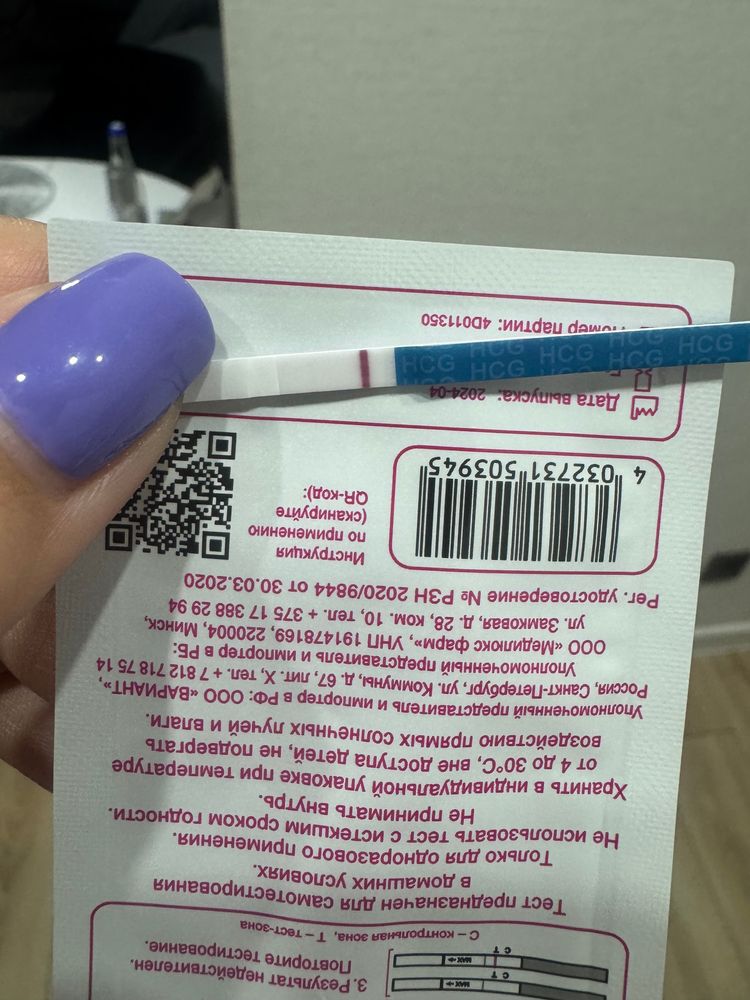 C T
MAX
C T
MAX
3. Результат недействителен.
Повторите тестирование.
С – контрольная зона, Т – тест-зона
Тест предназначен для самотестирования
в домашних условиях.
Только для одноразового применения.
Не использовать тест с истекшим сроком годности.
Не принимать внутрь.
Хранить в индивидуальной упаковке при температуре
от 4 до 30°С, вне доступа детей, не подвергать
воздействию прямых солнечных лучей и влаги.
Уполномоченный представитель и импортер в РФ: ООО «ВАРИАНТ»,
Россия, Санкт-Петербург, ул. Коммуны, д. 67, лит. Х, тел. + 7 812 718 75 14
Уполномоченный представитель и импортер в РБ:
ООО «Медилюкс фарм», УНП 191478169, 220004, Минск,
ул. Замковая, д. 28, ком. 10, тел. + 375 17 388 29 94
Рег. удостоверение № РЗН 2020/9844 от 30.03.2020
4 032731 503945
Инструкция
по применению
(сканируйте
QR-код):
Дата выпуска: 2024-04
Номер партии: 4D011350
HCG HCG HCG HCG
HCG HCG HCG HCG